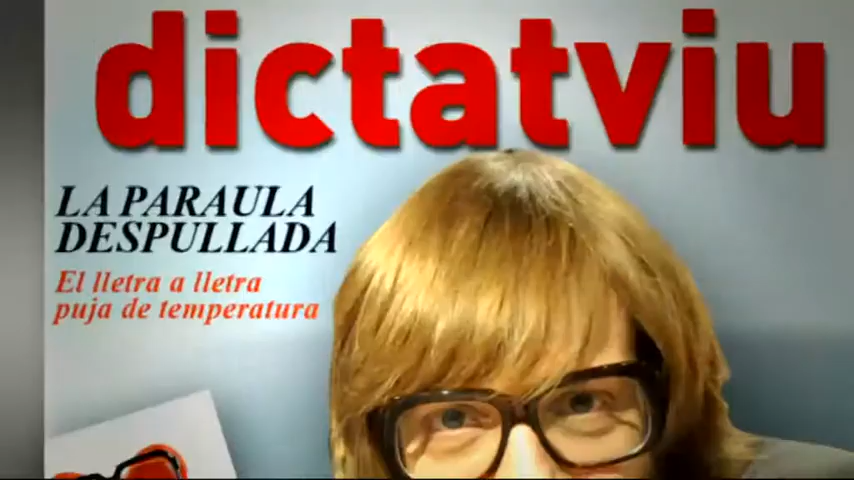 dictatviu
LA PARAULA
DESPULLADA
El lletra a lletra
puja de temperatura